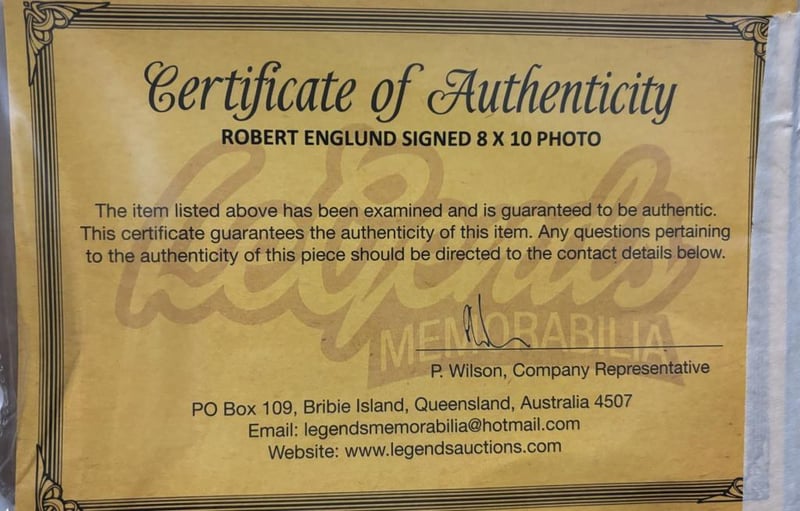 Certificate of Authenticity
ROBERT ENGLUND SIGNED 8 X 10 PHOTO
Legends
The item listed above has been examined and is guaranteed to be authentic.
This certificate guarantees the authenticity of this item. Any questions pertaining
to the authenticity of this piece should be directed to the contact details below.
MEMORABILIA
P. Wilson, Company Representative
PO Box 109, Bribie Island, Queensland, Australia 4507
Email: legendsmemorabilia@hotmail.com
Website: www.legendsauctions.com